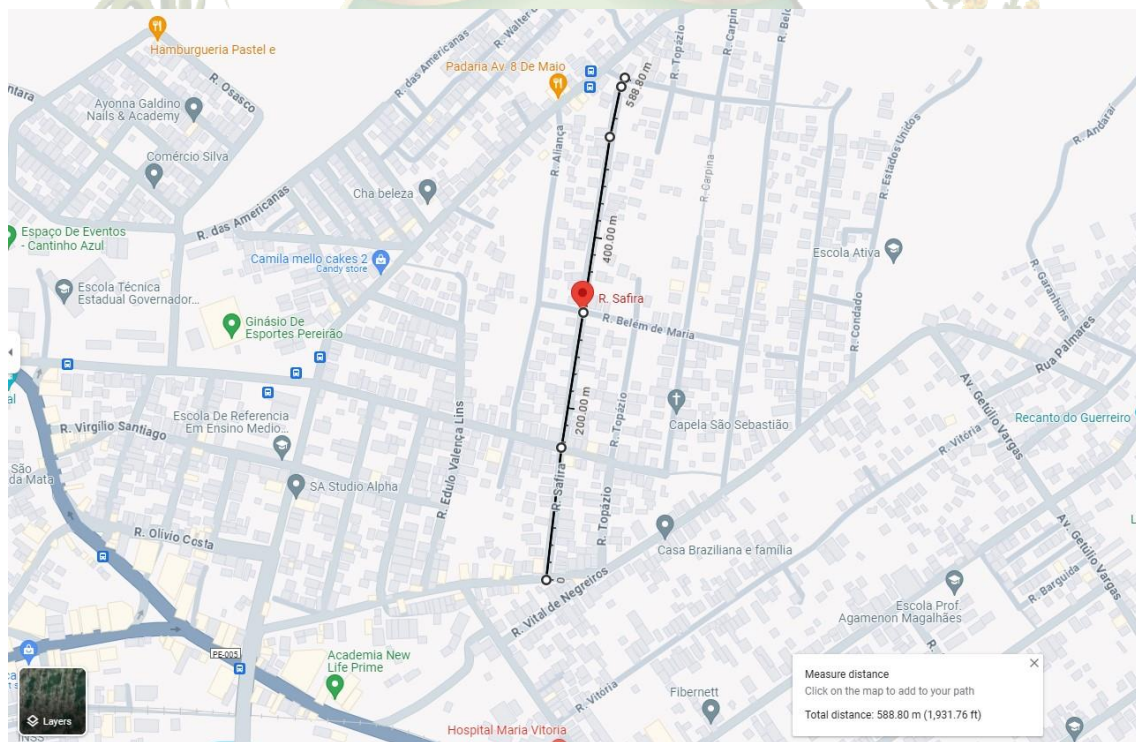 Hamburgueria Pastel e
R. Osasco
ntara
Ayonna Galdino
Nails & Academy
Comércio Silva
R. das Americanas
R. Walter
Padaria Av. 8 De Maio
588.80 m
R. Topázio
R. Carpina
R. Belo
R. Aliança
R. Carpina
R. Estados Unidos
R. Andaraí
Cha beleza
R. das Americanas
Espaço De Eventos
- Cantinho Azul
Camila mello cakes 2
Candy store
400.00 m
Escola Ativa
Escola Técnica
Estadual Governador...
R. Safira
R. Garanhuns
Ginásio De
Esportes Pereirão
R. Belém de Maria
R. Condado
Rua Palmares
al
Escola De Referencia
Em Ensino Medio...
R. Virgílio Santiago
R. Edulo Valença Lins
200.00 m
R. Topázio
Capela São Sebastião
Av. Getúlio Vargas
Recanto do Guerreiro
R. Vitória
São
da Mata
SA Studio Alpha
R. Safira
R. Topázio
R. Olívio Costa
Casa Braziliana e família
Av. Getúlio Vargas
L
0
R. Vital de Negreiros
R. Barguida
Escola Prof.
Agamenon Magalhães
R.
PE-005
Academia New
Life Prime
R. Vitória
Fibernett
Hospital Maria Vitoria
Layers
INSS
Measure distance
Click on the map to add to your path
Total distance: 588.80 m (1,931.76 ft)